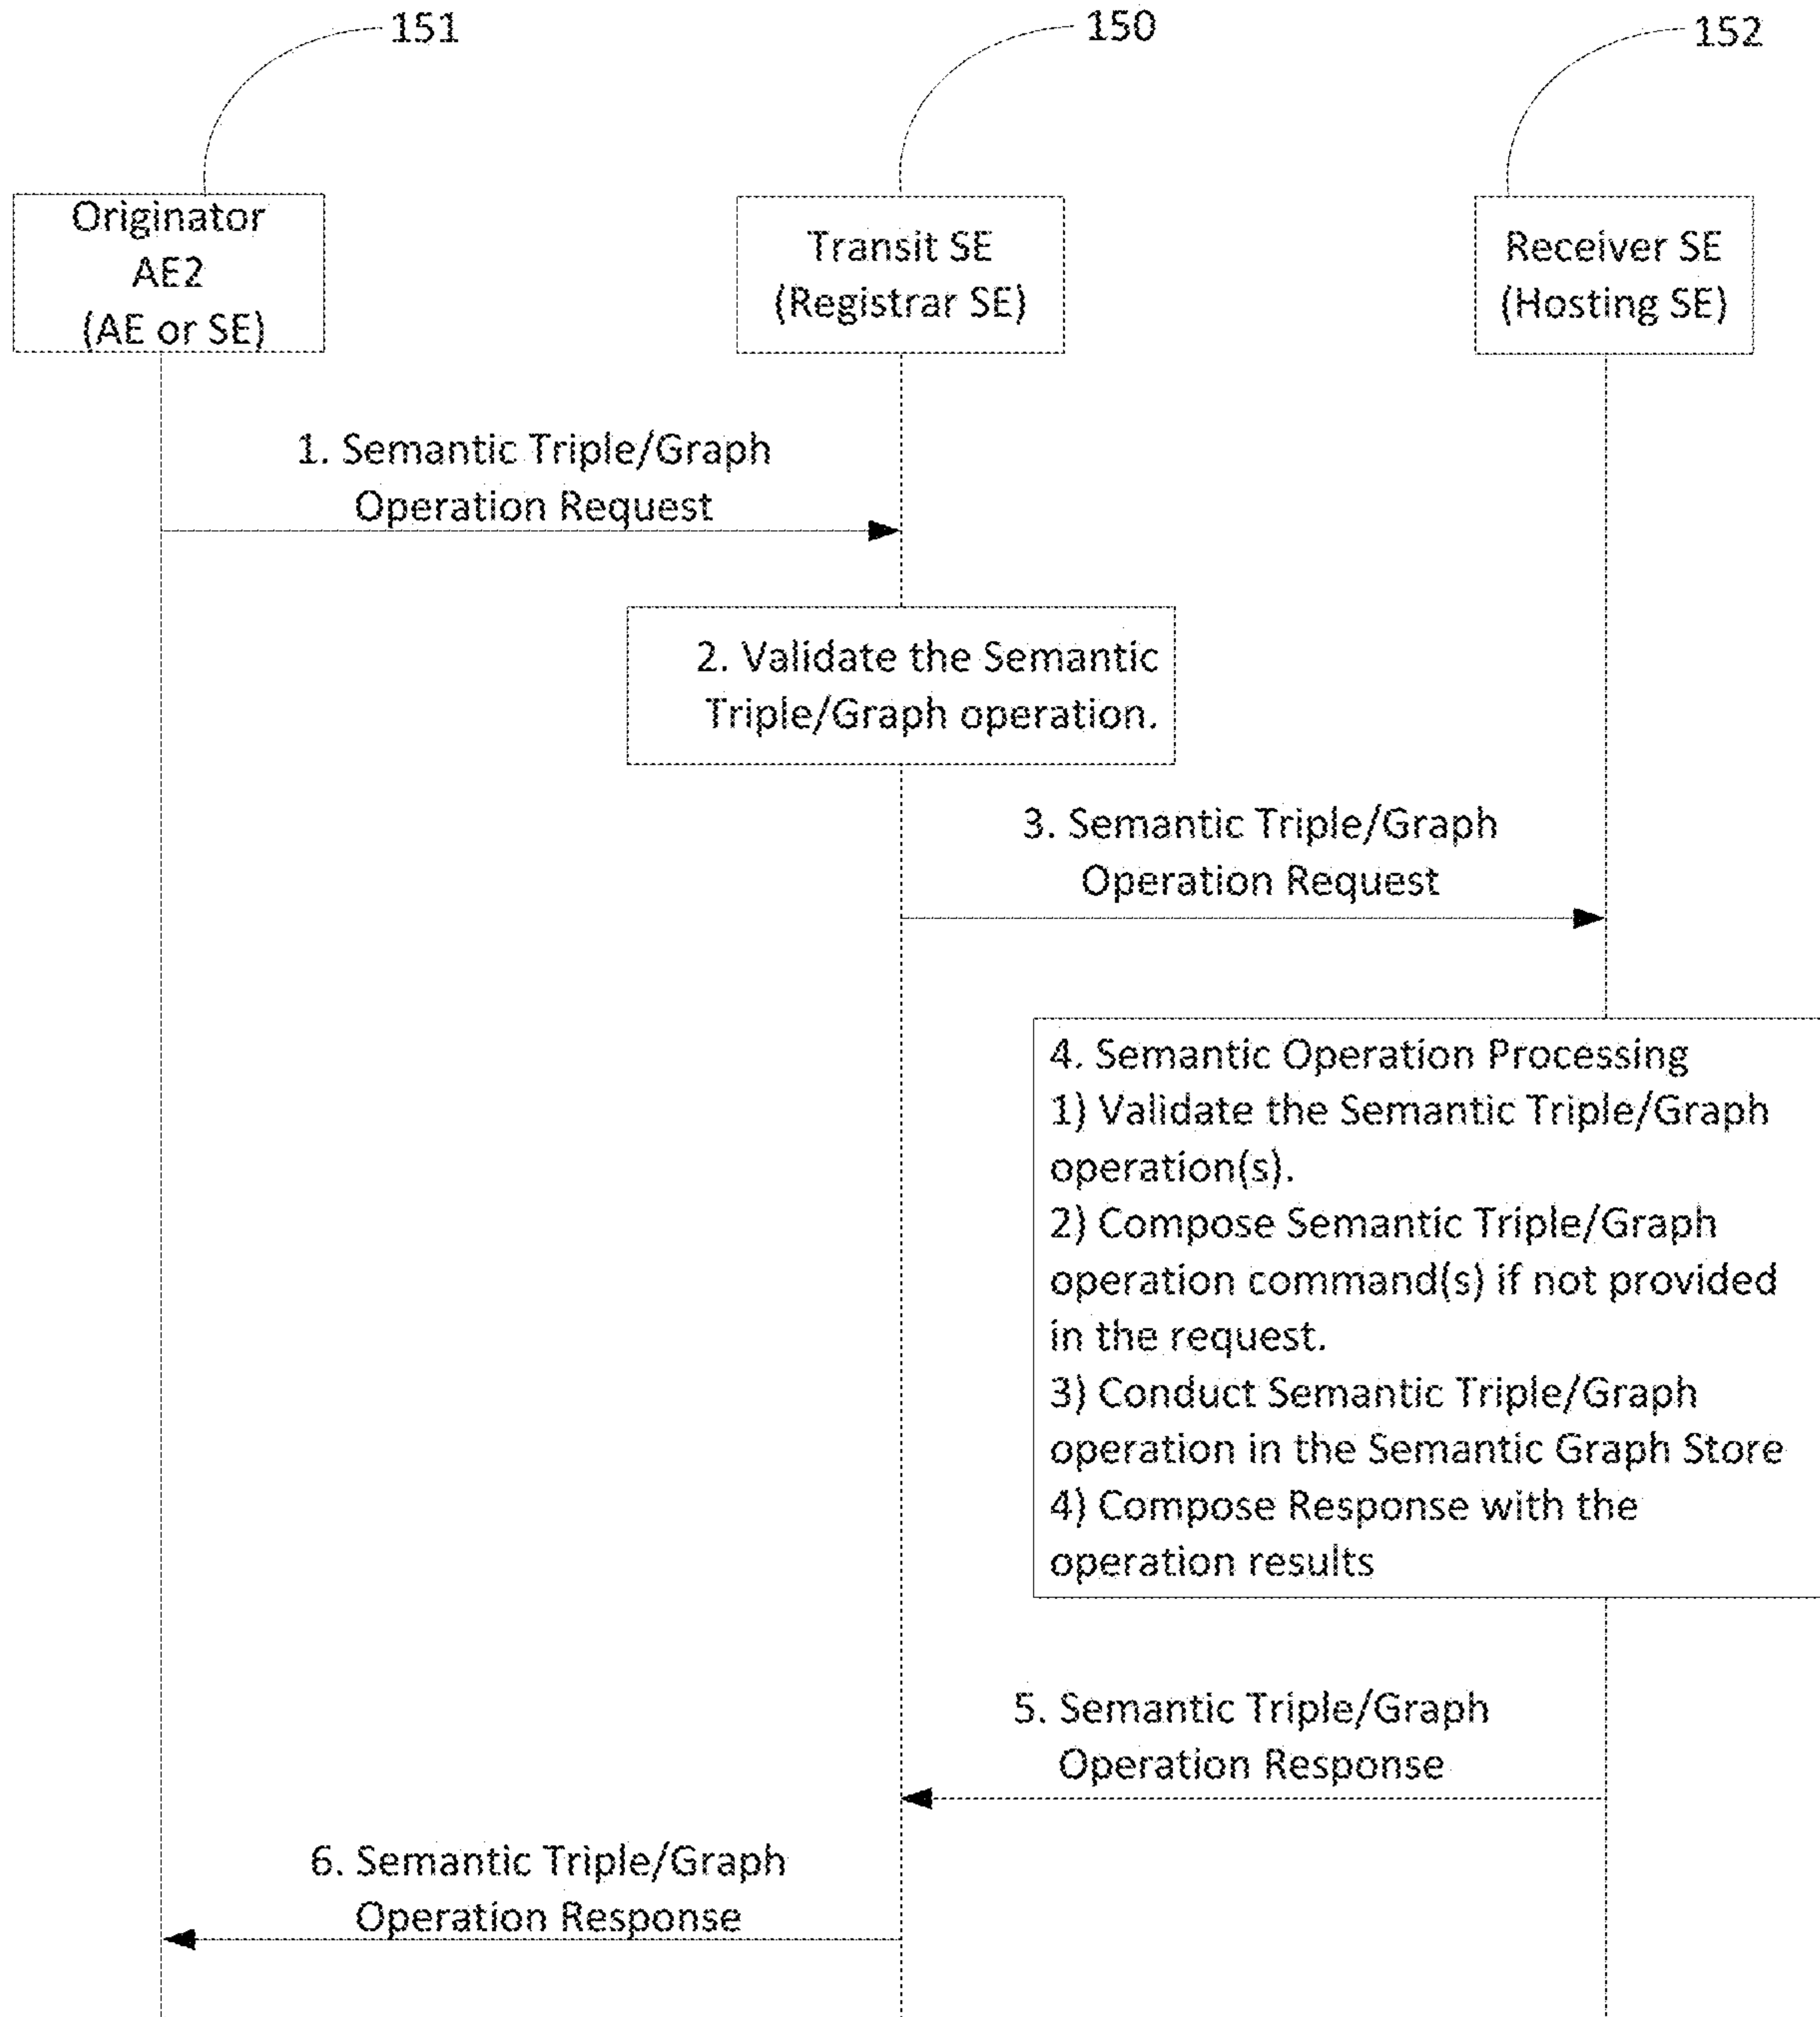 151
150
152
Originator
AE2
(AE or SE)
Transit SE
(Registrar SE)
Receiver SE
(Hosting SE)
1. Semantic Triple/Graph
Operation Request
2. Validate the Semantic
Triple/Graph operation.
3. Semantic Triple/Graph
Operation Request
4. Semantic Operation Processing
1) Validate the Semantic Triple/Graph
operation(s).
2) Compose Semantic Triple/Graph
operation command(s) if not provided
in the request.
3) Conduct Semantic Triple/Graph
operation in the Semantic Graph Store
4) Compose Response with the
operation results
5. Semantic Triple/Graph
Operation Response
6. Semantic Triple/Graph
Operation Response